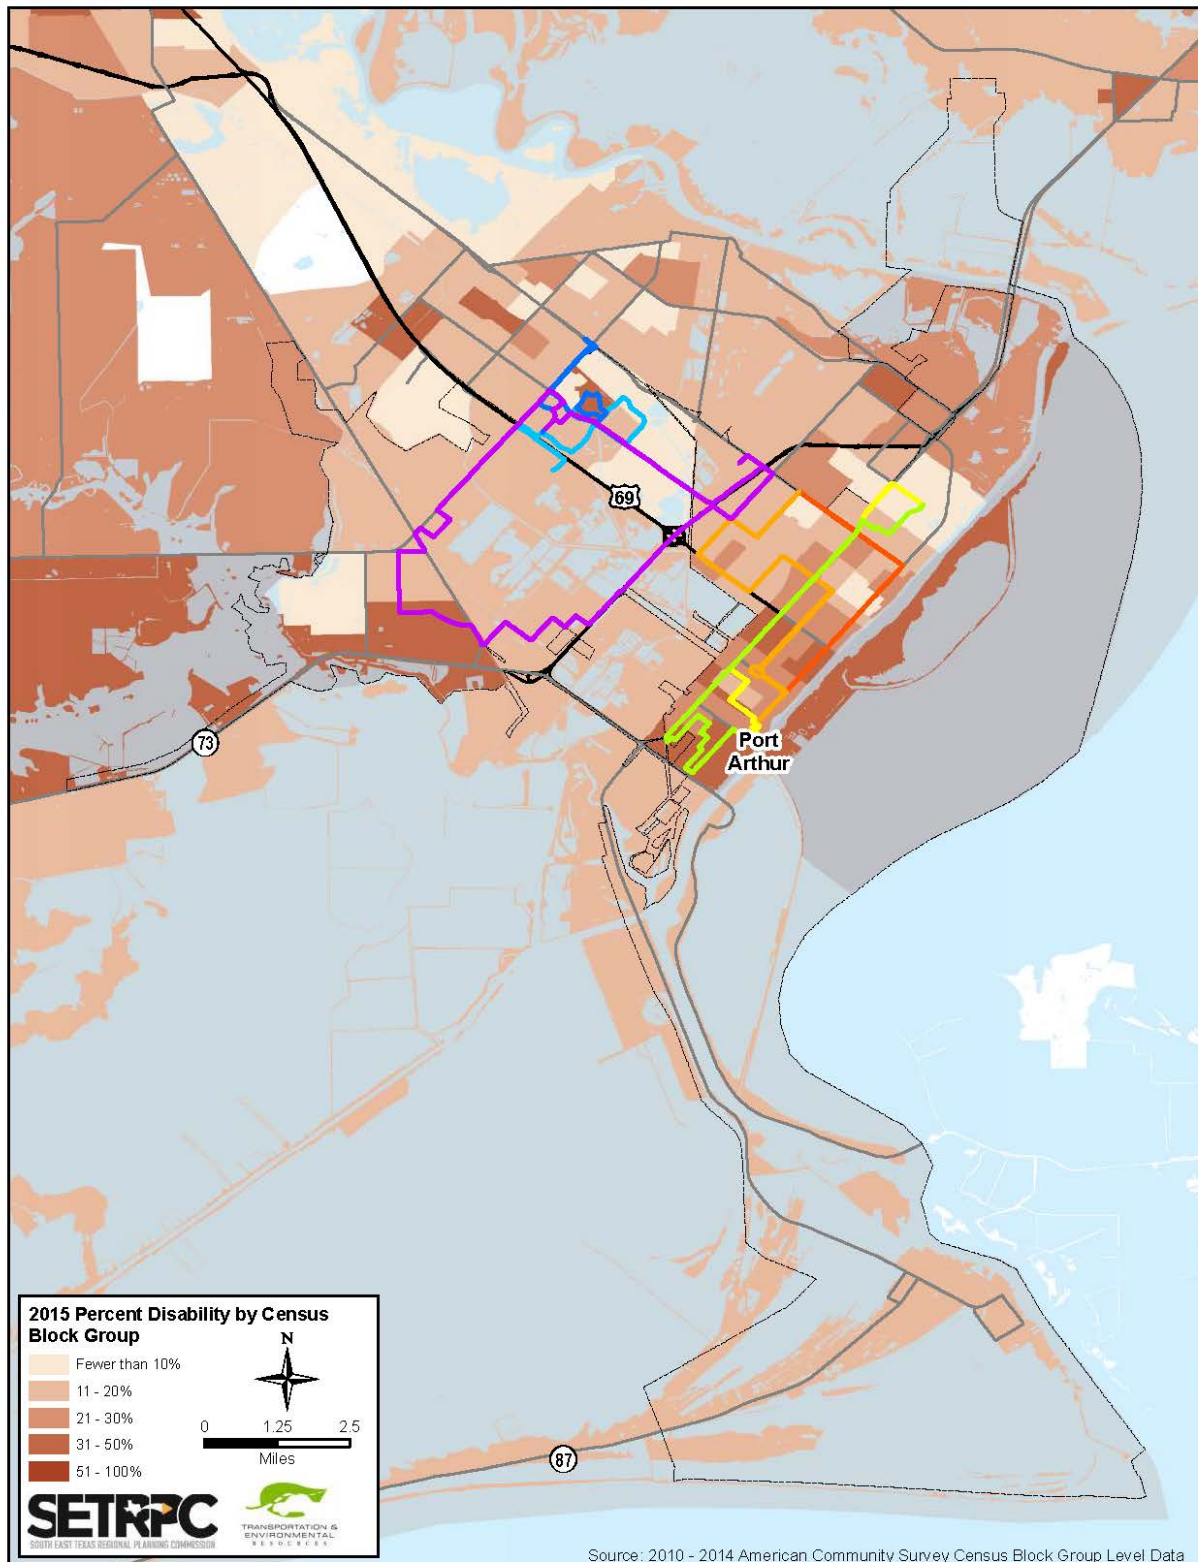 69
73
Port
Arthur
2015 Percent Disability by Census
Block Group
Fewer than 10%
11 - 20%
21 - 30%
31 - 50%
51 - 100%
N
0 1.25 2.5
Miles
SETRPC
SOUTH EAST TEXAS REGIONAL PLANNING COMMISSION
TRANSPORTATION &
ENVIRONMENTAL
RESOURCES
87
Source: 2010 - 2014 American Community Survey Census Block Group Level Data